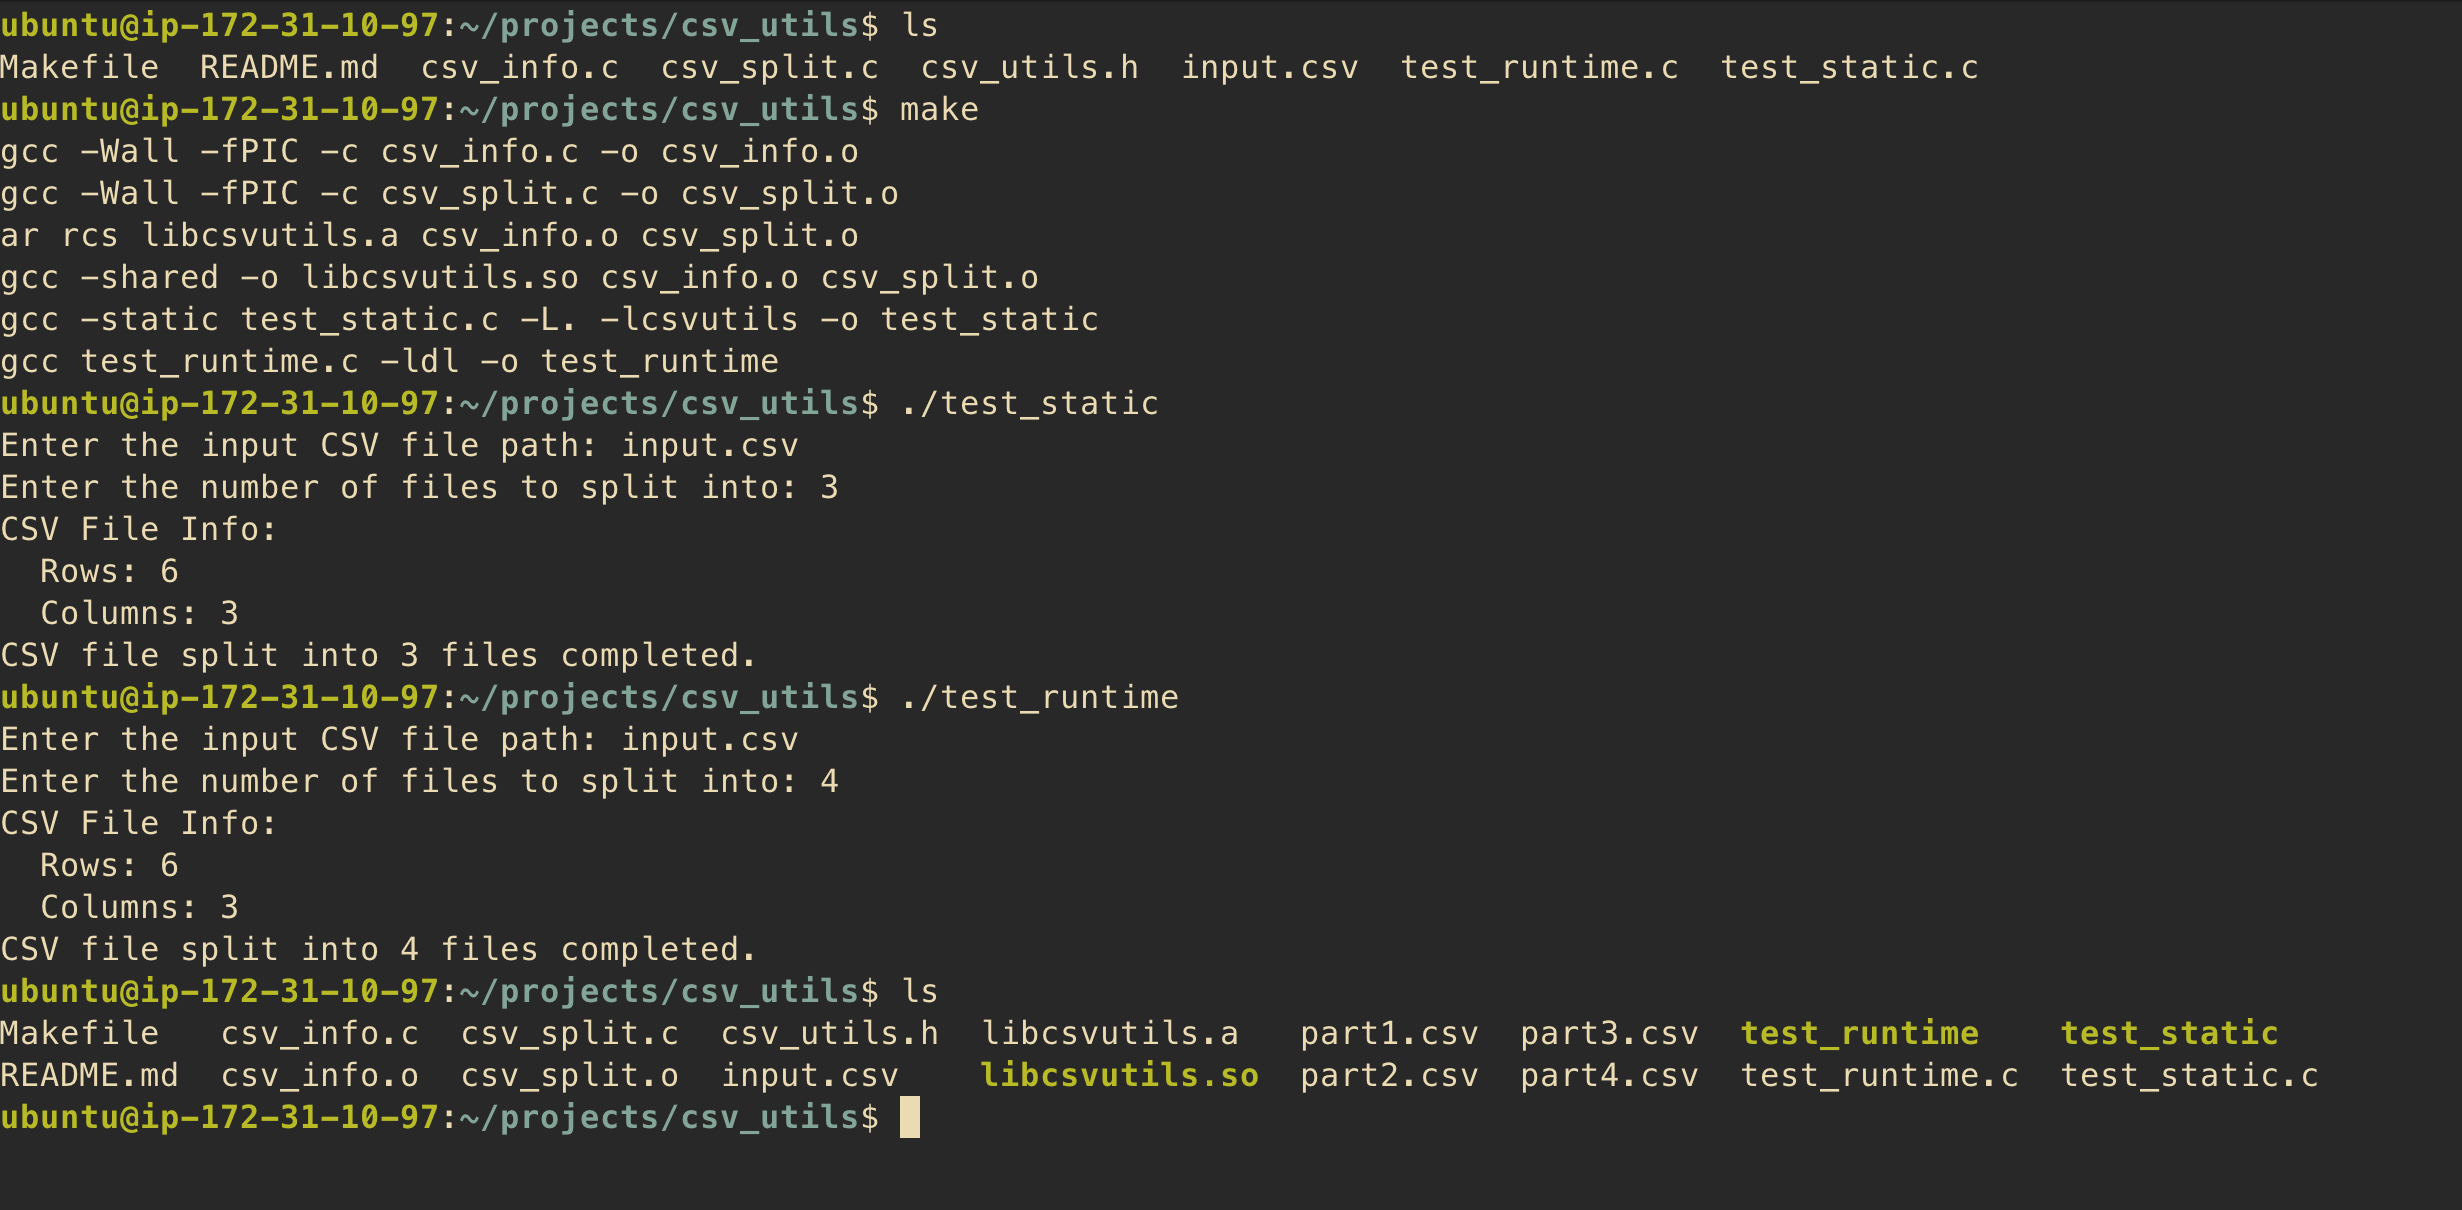 ubuntu@ip-172-31-10-97:~/projects/csv_utils$ ls
Makefile  README.md  csv_info.c  csv_split.c  csv_utils.h  input.csv  test_runtime.c  test_static.c
ubuntu@ip-172-31-10-97:~/projects/csv_utils$ make
gcc -Wall -fPIC -c csv_info.c -o csv_info.o
gcc -Wall -fPIC -c csv_split.c -o csv_split.o
ar rcs libcsvutils.a csv_info.o csv_split.o
gcc -shared -o libcsvutils.so csv_info.o csv_split.o
gcc -static test_static.c -L. -lcsvutils -o test_static
gcc test_runtime.c -ldl -o test_runtime
ubuntu@ip-172-31-10-97:~/projects/csv_utils$ ./test_static
Enter the input CSV file path: input.csv
Enter the number of files to split into: 3
CSV File Info:
  Rows: 6
  Columns: 3
CSV file split into 3 files completed.
ubuntu@ip-172-31-10-97:~/projects/csv_utils$ ./test_runtime
Enter the input CSV file path: input.csv
Enter the number of files to split into: 4
CSV File Info:
  Rows: 6
  Columns: 3
CSV file split into 4 files completed.
ubuntu@ip-172-31-10-97:~/projects/csv_utils$ ls
Makefile   csv_info.c  csv_split.c  csv_utils.h  libcsvutils.a   part1.csv  part3.csv  test_runtime    test_static
README.md  csv_info.o  csv_split.o  input.csv    libcsvutils.so  part2.csv  part4.csv  test_runtime.c  test_static.c
ubuntu@ip-172-31-10-97:~/projects/csv_utils$